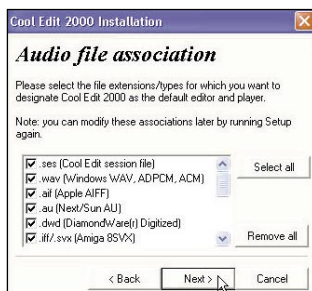 Cool Edit 2000 Installation
Audio file association
Please select the file extensions/types for which you want to
designate Cool Edit 2000 as the default editor and player.
Note: you can modify these associations later by running Setup
again.
.ses (Cool Edit session file)
.wav (Windows WAV, ADPCM, ACM)
.aif (Apple AIFF)
.au (Next/Sun AU)
.dwd (DiamondWare(r) Digitized)
.iff/.svx (Amiga 8SVX)
Select all
Remove all
< Back
Next >
Cancel